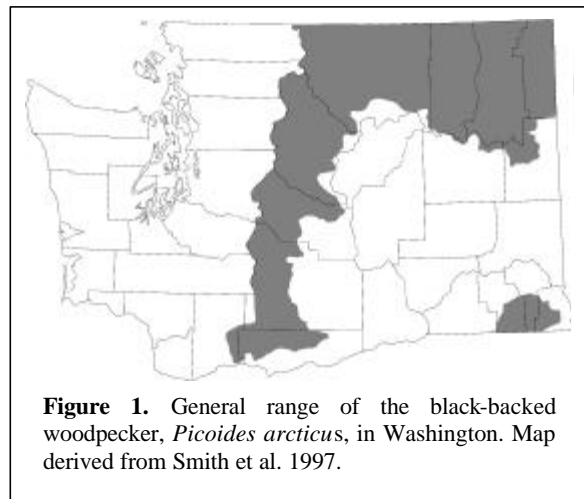 Figure 1. General range of the black-backed
woodpecker, Picoides arcticus, in Washington. Map
derived from Smith et al. 1997.